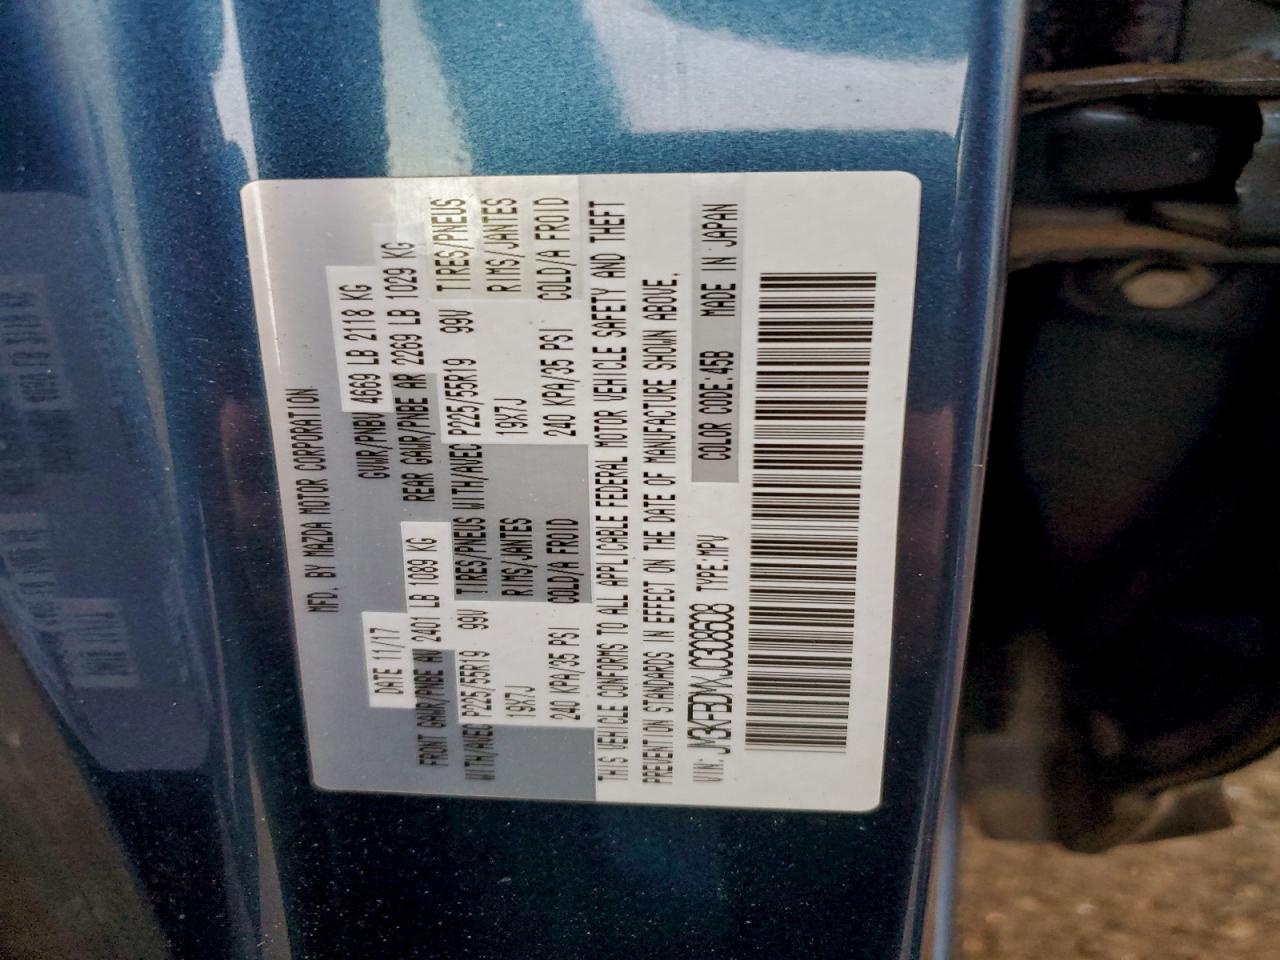 MFD. BY MAZDA MOTOR CORPORATION
DATE 11/17 GVWR/PNBV 4669 LB 2118 KG
FRONT GAWR/PNBE AV 2401 LB 1089 KG REAR GAWR/PNBE AR 2269 LB 1029 KG
WITH/AVEC P225/55R19 99V TIRES/PNEUS WITH/AVEC P225/55R19 99V TIRES/PNEUS
19X7J RIMS/JANTES 19X7J RIMS/JANTES
240 KPA/35 PSI COLD/A FROID 240 KPA/35 PSI COLD/A FROID
THIS VEHICLE CONFORMS TO ALL APPLICABLE FEDERAL MOTOR VEHICLE SAFETY AND THEFT
PREVENTION STANDARDS IN EFFECT ON THE DATE OF MANUFACTURE SHOWN ABOVE.
VIN: TYPE:MPV COLOR CODE:45B MADE IN JAPAN